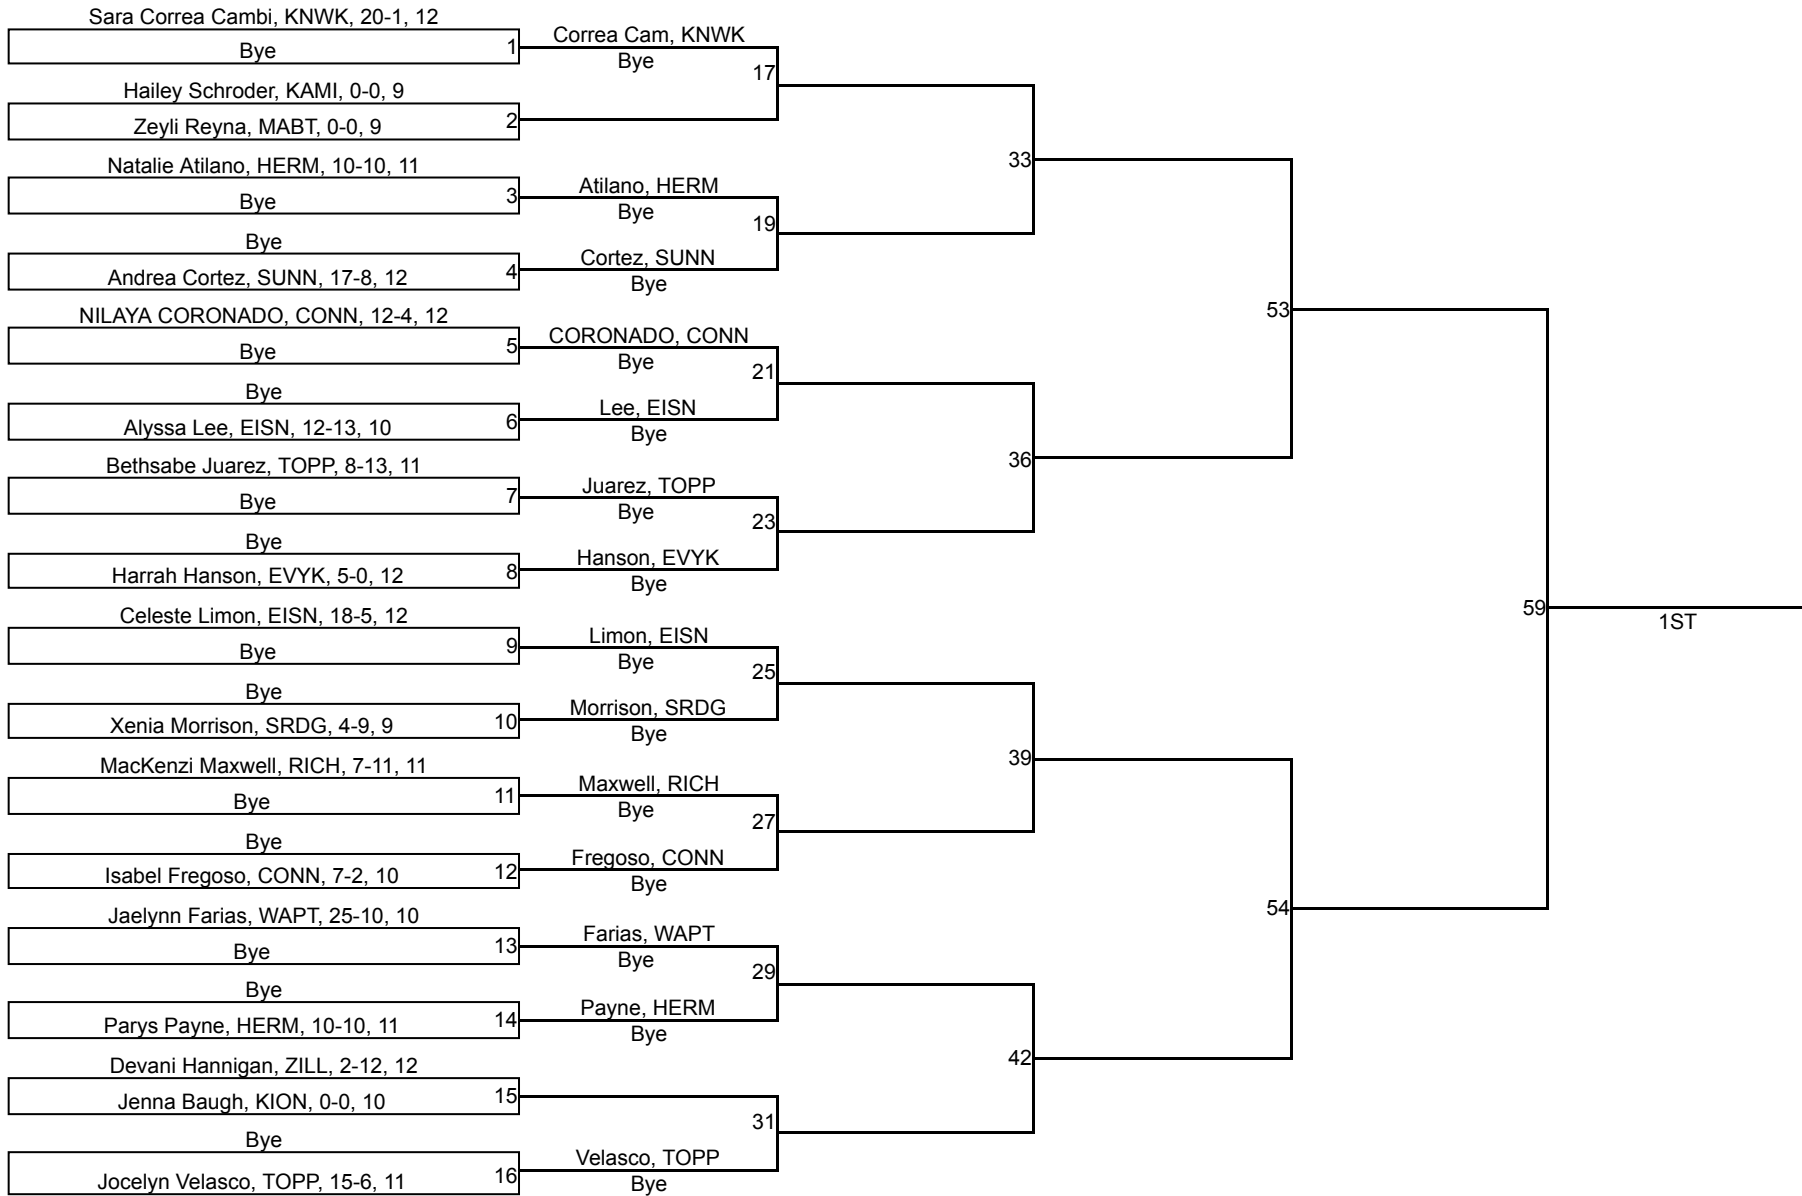 Sara Correa Cambi, KNWK, 20-1, 12
Bye
1
Hailey Schroder, KAMI, 0-0, 9
Zeyli Reyna, MABT, 0-0, 9
2
Natalie Atilano, HERM, 10-10, 11
Bye
3
Bye
Andrea Cortez, SUNN, 17-8, 12
4
NILAYA CORONADO, CONN, 12-4, 12
Bye
5
Bye
Alyssa Lee, EISN, 12-13, 10
6
Bethsabe Juarez, TOPP, 8-13, 11
Bye
7
Bye
Harrah Hanson, EVYK, 5-0, 12
8
Celeste Limon, EISN, 18-5, 12
Bye
9
Bye
Xenia Morrison, SRDG, 4-9, 9
10
MacKenzi Maxwell, RICH, 7-11, 11
Bye
11
Bye
Isabel Fregoso, CONN, 7-2, 10
12
Jaelynn Farias, WAPT, 25-10, 10
Bye
13
Bye
Parys Payne, HERM, 10-10, 11
14
Devani Hannigan, ZILL, 2-12, 12
Jenna Baugh, KION, 0-0, 10
15
Bye
Jocelyn Velasco, TOPP, 15-6, 11
16
Correa Cam, KNWK
Bye
17
Atilano, HERM
Bye
19
Cortez, SUNN
Bye
CORONADO, CONN
Bye
21
Lee, EISN
Bye
Juarez, TOPP
Bye
23
Hanson, EVYK
Bye
Limon, EISN
Bye
25
Morrison, SRDG
Bye
Maxwell, RICH
Bye
27
Fregoso, CONN
Bye
Farias, WAPT
Bye
29
Payne, HERM
Bye
31
Velasco, TOPP
Bye
33
36
39
42
53
54
59
1ST